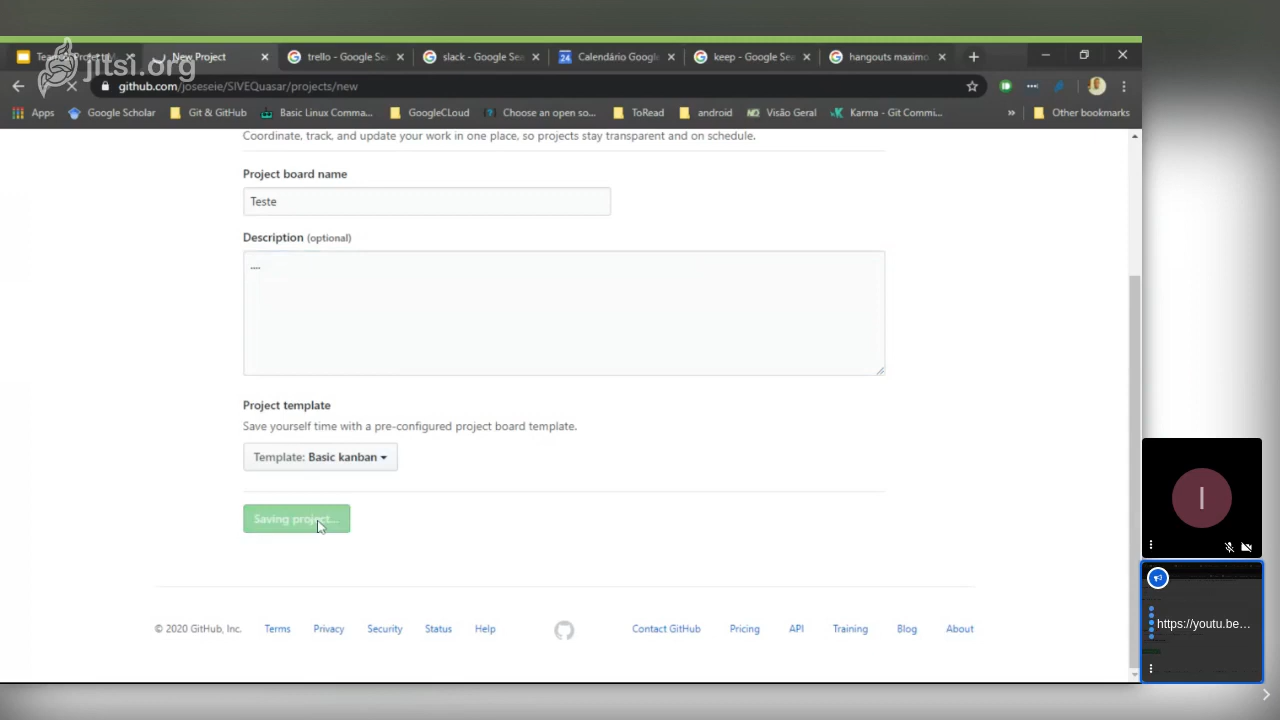 New Project
trello - Google Sea
slack - Google Sea
Calendário Google
keep - Google Sea
hangouts maximo
jitsi.org
github.com/joseseie/SIVEQuasar/projects/new
Apps
Google Scholar
Git & GitHub
Basic Linux Comma...
GoogleCLoud
Choose an open so...
ToRead
android
Visão Geral
Karma - Git Commi...
»
Other bookmarks
Coordinate, track, and update your work in one place, so projects stay transparent and on schedule.
Project board name
Teste
Description (optional)
....
Project template
Save yourself time with a pre-configured project board template.
Template: Basic kanban
Saving project...
© 2020 GitHub, Inc.
Terms
Privacy
Security
Status
Help
Contact GitHub
Pricing
API
Training
Blog
About
I
https://youtu.be...